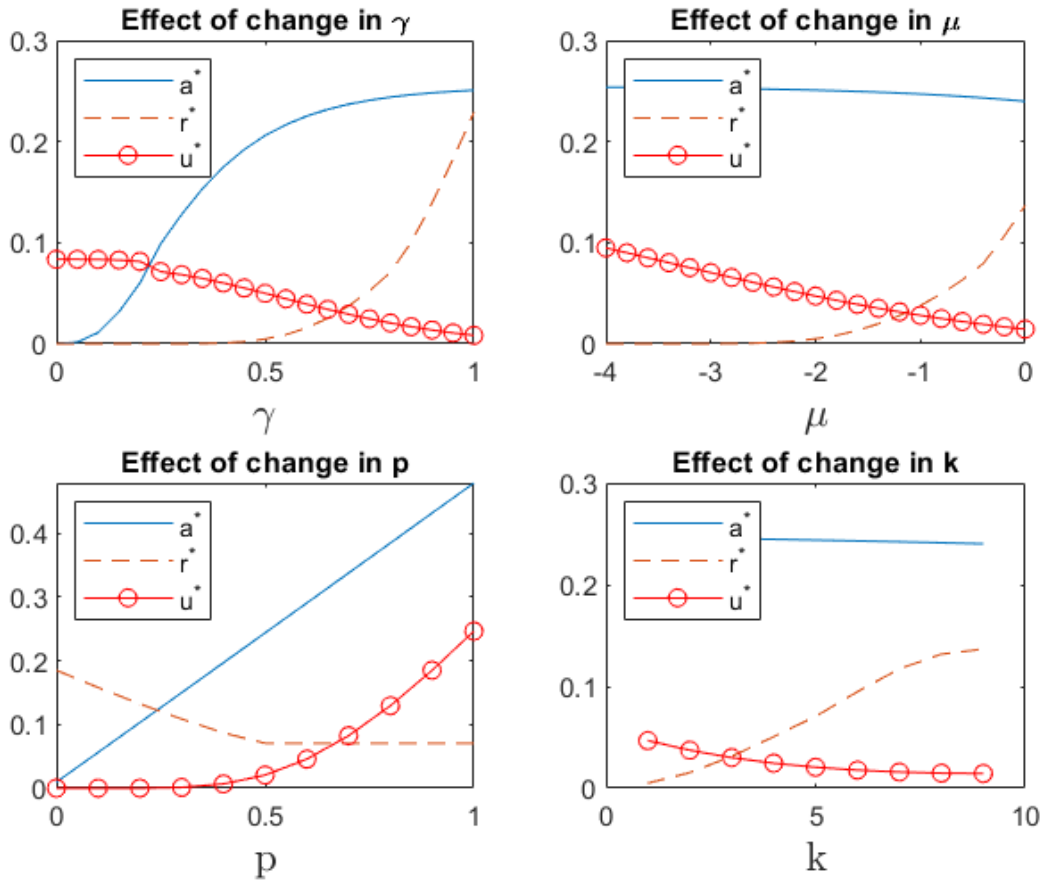 Effect of change in γ
0.3
0.2
0.1
0
a*
r*
u*
0
0.5
1
γ
Effect of change in μ
0.3
0.2
0.1
0
a*
r*
u*
-4
-3
-2
-1
0
μ
Effect of change in p
0.4
0.3
0.2
0.1
0
a*
r*
u*
0
0.5
1
p
Effect of change in k
0.3
0.2
0.1
0
a*
r*
u*
0
5
10
k